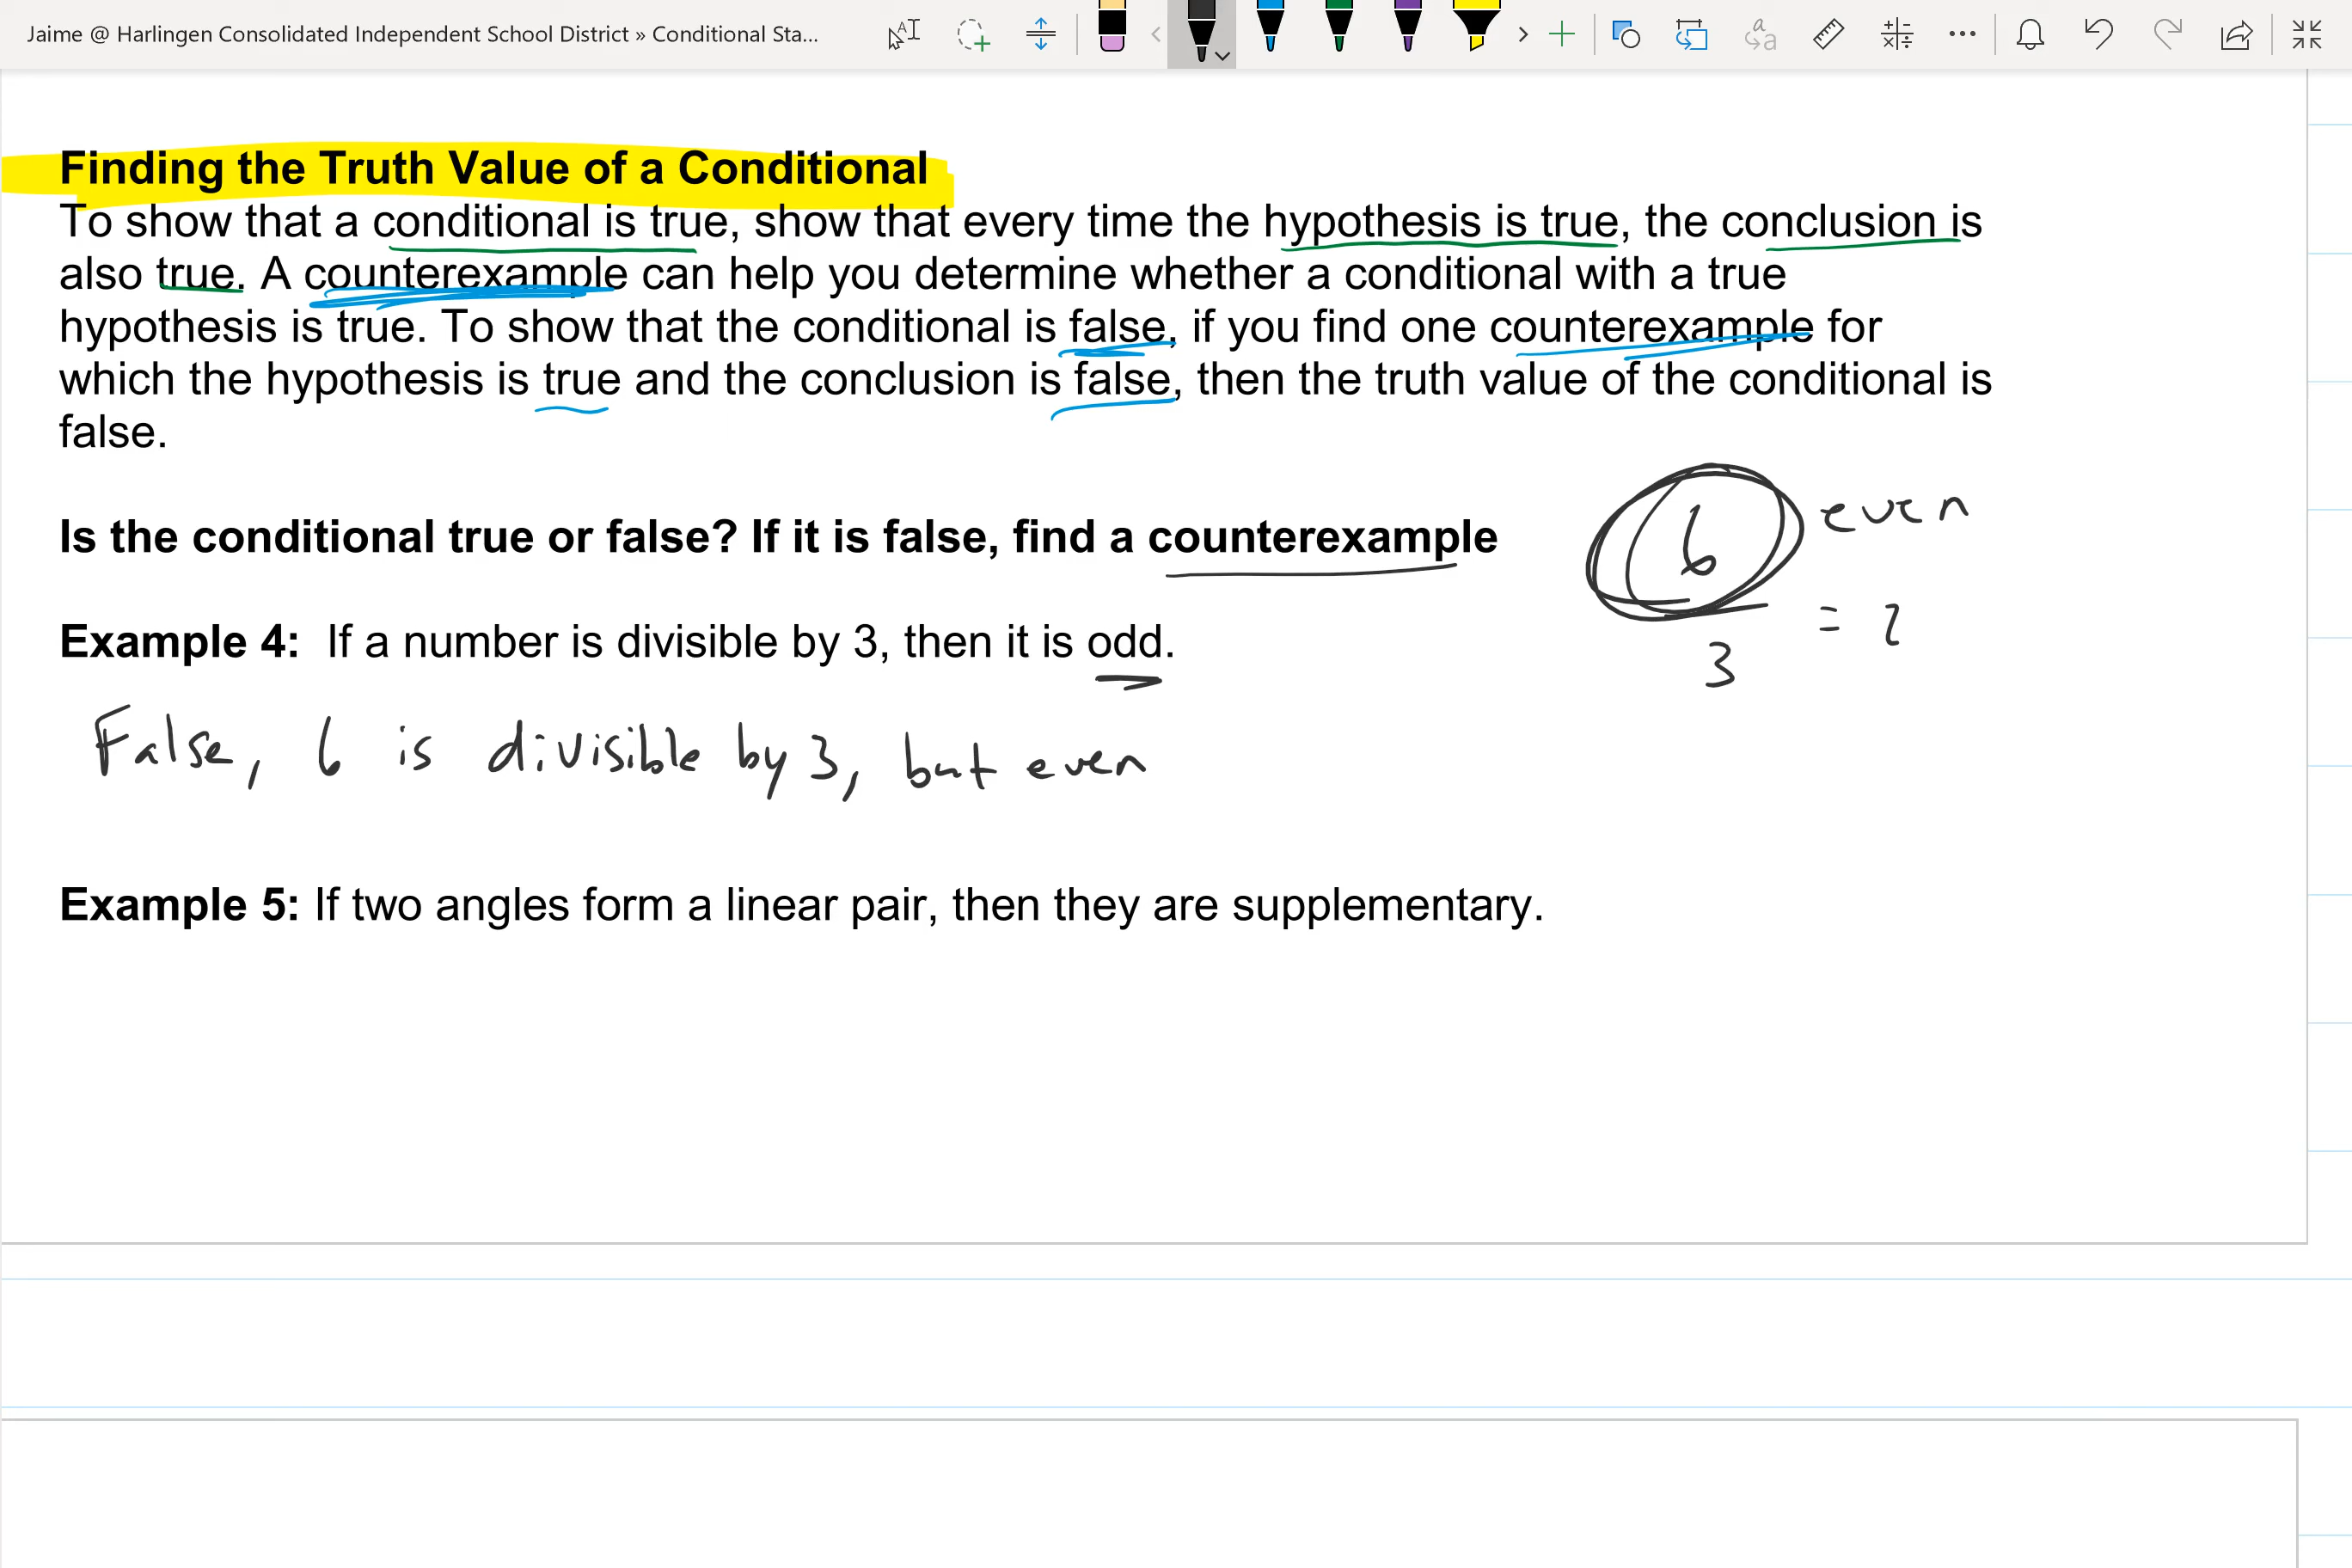 Jaime @ Harlingen Consolidated Independent School District » Conditional Sta...
Finding the Truth Value of a Conditional
To show that a conditional is true, show that every time the hypothesis is true, the conclusion is
also true. A counterexample can help you determine whether a conditional with a true
hypothesis is true. To show that the conditional is false, if you find one counterexample for
which the hypothesis is true and the conclusion is false, then the truth value of the conditional is
false.
6 even
Is the conditional true or false? If it is false, find a counterexample
= 2
3
Example 4: If a number is divisible by 3, then it is odd.
False, 6 is divisible by 3, but even
Example 5: If two angles form a linear pair, then they are supplementary.